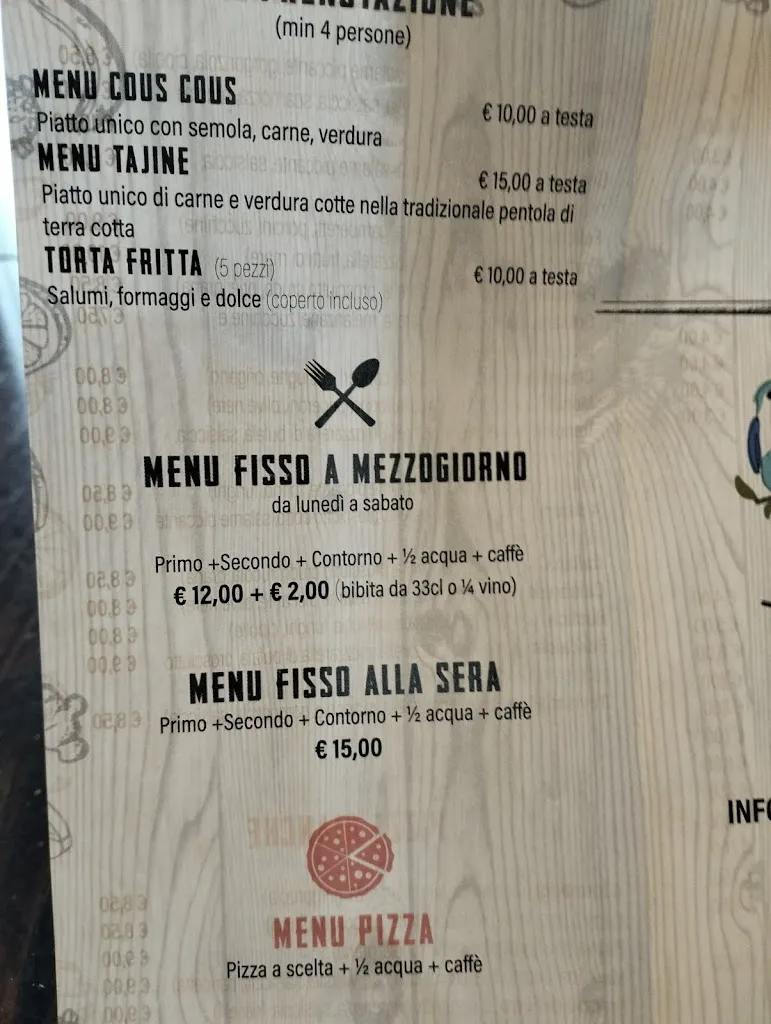 (min 4 persone)
MENU COUS COUS
€ 10,00 a testa
Piatto unico con semola, carne, verdura
MENU TAJINE
€ 15,00 a testa
Piatto unico di carne e verdura cotte nella tradizionale pentola di
terra cotta
TORTA FRITTA (5 pezzi)
€ 10,00 a testa
Salumi, formaggi e dolce (coperto incluso)
MENU FISSO A MEZZOGIORNO
da lunedì a sabato
Primo +Secondo + Contorno + ½ acqua + caffè
€ 12,00 + € 2,00 (bibita da 33cl o ¼ vino)
MENU FISSO ALLA SERA
Primo +Secondo + Contorno + ½ acqua + caffè
€ 15,00
INFO
MENU PIZZA
Pizza a scelta + ½ acqua + caffè